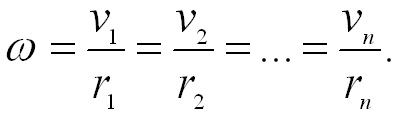 ω = v₁/r₁ = v₂/r₂ = ... = vₙ/rₙ.